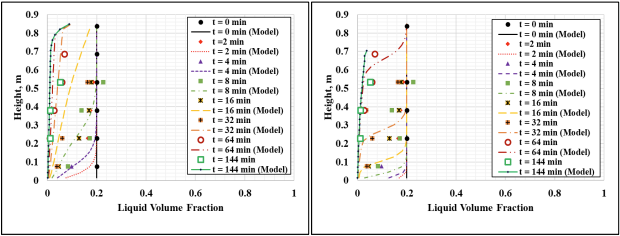 0.9
0.8
0.7
0.6
0.5
0.4
0.3
0.2
0.1
0
Height, m
0
0.2
0.4
0.6
0.8
1
Liquid Volume Fraction
t = 0 min
t = 0 min (Model)
t =2 min
t = 2 min (Model)
t = 4 min
t = 4 min (Model)
t = 8 min
t = 8 min (Model)
t = 16 min
t = 16 min (Model)
t = 32 min
t = 32 min (Model)
t = 64 min
t = 64 min (Model)
t = 144 min
t = 144 min (Model)
0.9
0.8
0.7
0.6
0.5
0.4
0.3
0.2
0.1
0
Height, m
0
0.2
0.4
0.6
0.8
1
Liquid Volume Fraction
t = 0 min
t = 0 min (Model)
t =2 min
t = 2 min (Model)
t = 4 min
t = 4 min (Model)
t = 8 min
t = 8 min (Model)
t = 16 min
t = 16 min (Model)
t = 32 min
t = 32 min (Model)
t = 64 min
t = 64 min (Model)
t = 144 min
t = 144 min (Model)